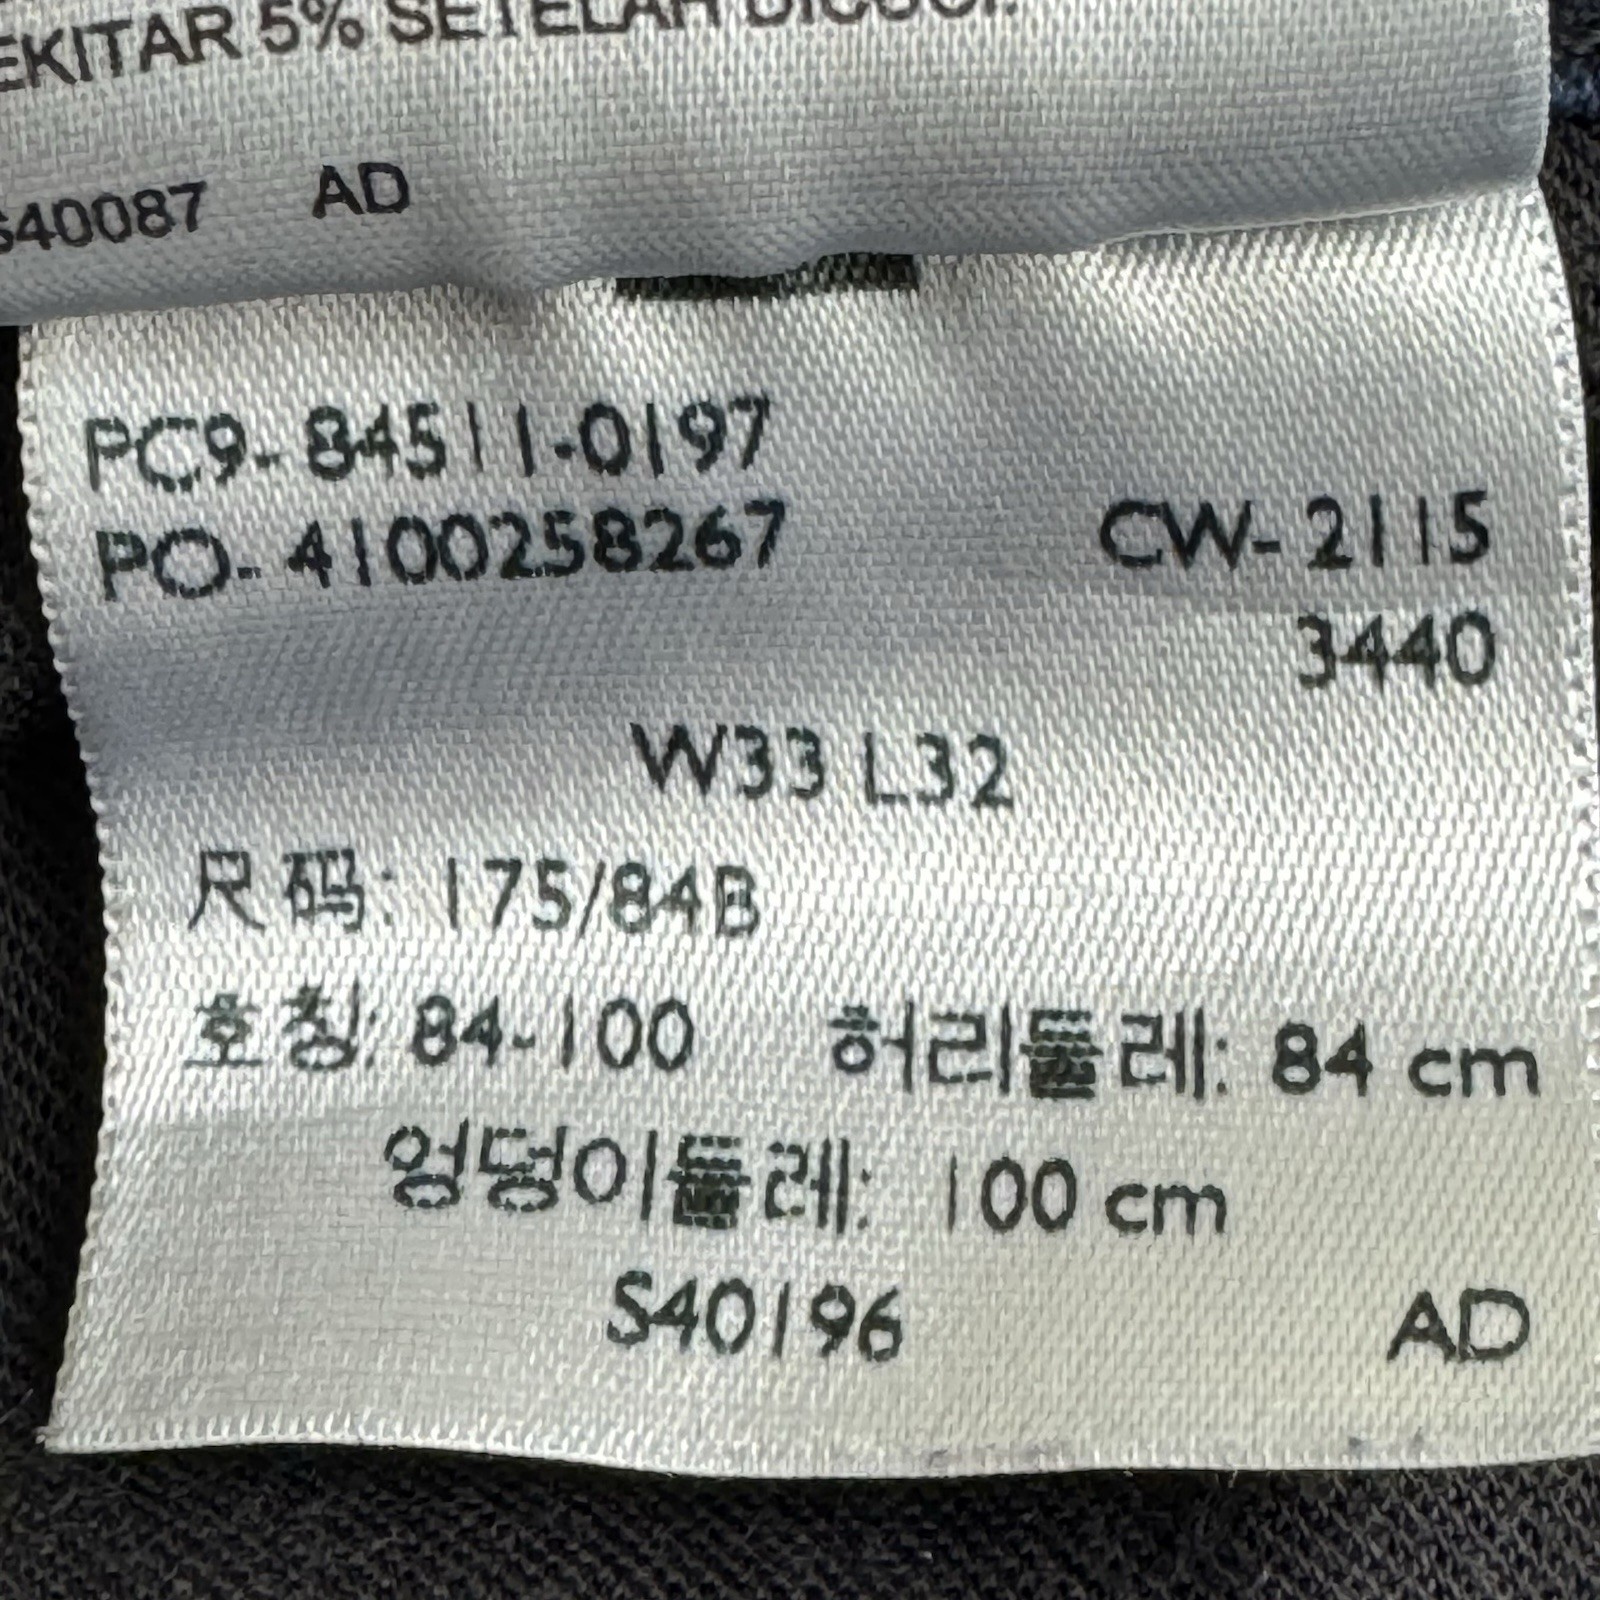 EKITAR 5% SETELAH DICUCI.
S40087 AD
PC9-84511-0197
PO-4100258267 CW-2115
3440
W33 L32
尺码: 175/84B
호칭: 84-100 허리둘레: 84 cm
엉덩이둘레: 100 cm
S40196 AD